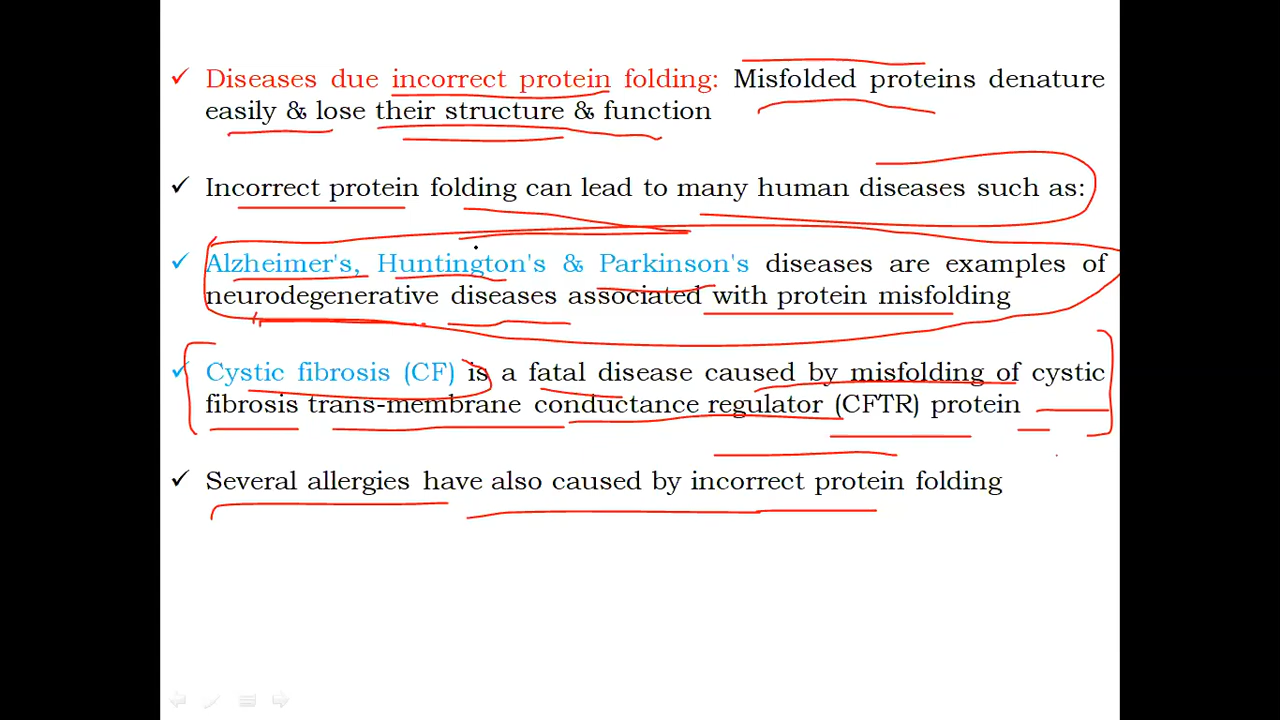 ✓ Diseases due incorrect protein folding: Misfolded proteins denature
easily & lose their structure & function
✓ Incorrect protein folding can lead to many human diseases such as:
✓ Alzheimer's, Huntington's & Parkinson's diseases are examples of
neurodegenerative diseases associated with protein misfolding
✓ Cystic fibrosis (CF) is a fatal disease caused by misfolding of cystic
fibrosis trans-membrane conductance regulator (CFTR) protein
✓ Several allergies have also caused by incorrect protein folding